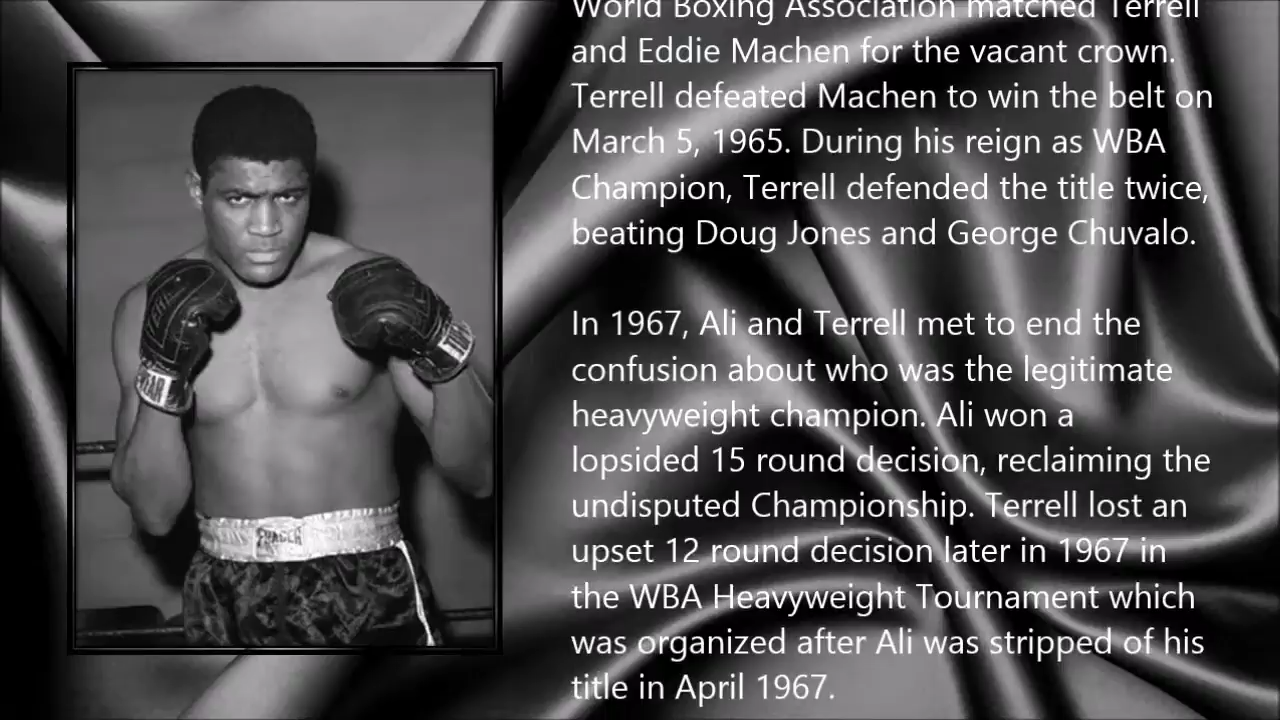 World Boxing Association matched Terrell
and Eddie Machen for the vacant crown.
Terrell defeated Machen to win the belt on
March 5, 1965. During his reign as WBA
Champion, Terrell defended the title twice,
beating Doug Jones and George Chuvalo.
In 1967, Ali and Terrell met to end the
confusion about who was the legitimate
heavyweight champion. Ali won a
lopsided 15 round decision, reclaiming the
undisputed Championship. Terrell lost an
upset 12 round decision later in 1967 in
the WBA Heavyweight Tournament which
was organized after Ali was stripped of his
title in April 1967.